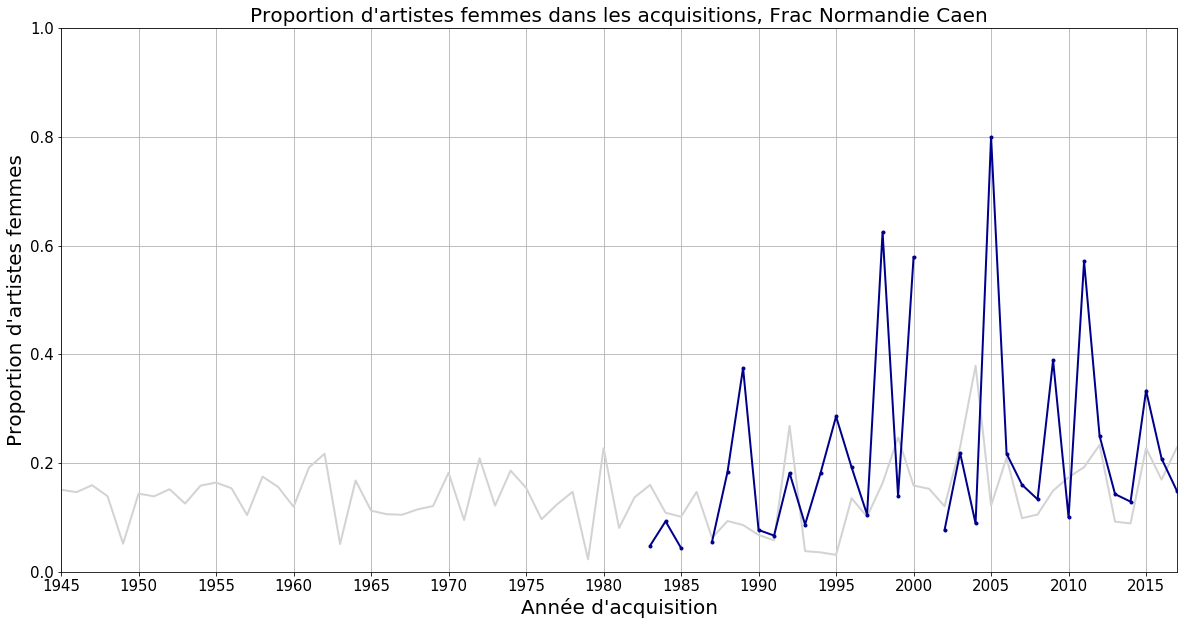 Proportion d'artistes femmes dans les acquisitions, Frac Normandie Caen
Proportion d'artistes femmes
1.0
0.8
0.6
0.4
0.2
0.0
1945 1950 1955 1960 1965 1970 1975 1980 1985 1990 1995 2000 2005 2010 2015
Année d'acquisition